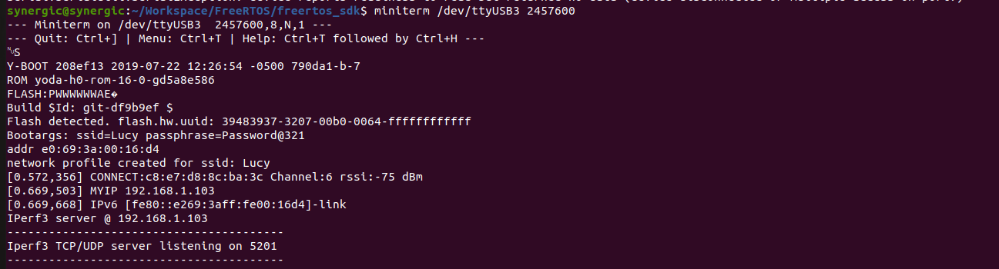 synergic@synergic:~/Workspace/FreeRTOS/freertos_sdk$ miniterm /dev/ttyUSB3 2457600
--- Miniterm on /dev/ttyUSB3  2457600,8,N,1 ---
--- Quit: Ctrl+] | Menu: Ctrl+T | Help: Ctrl+T followed by Ctrl+H ---
␀S
Y-BOOT 208ef13 2019-07-22 12:26:54 -0500 790da1-b-7
ROM yoda-h0-rom-16-0-gd5a8e586
FLASH:PWWWWWWAE�
Build $Id: git-df9b9ef $
Flash detected. flash.hw.uuid: 39483937-3207-00b0-0064-ffffffffffff
Bootargs: ssid=Lucy passphrase=Password@321
addr e0:69:3a:00:16:d4
network profile created for ssid: Lucy
[0.572,356] CONNECT:c8:e7:d8:8c:ba:3c Channel:6 rssi:-75 dBm
[0.669,503] MYIP 192.168.1.103
[0.669,668] IPv6 [fe80::e269:3aff:fe00:16d4]-link
IPerf3 server @ 192.168.1.103
----------------------------------------
Iperf3 TCP/UDP server listening on 5201
----------------------------------------